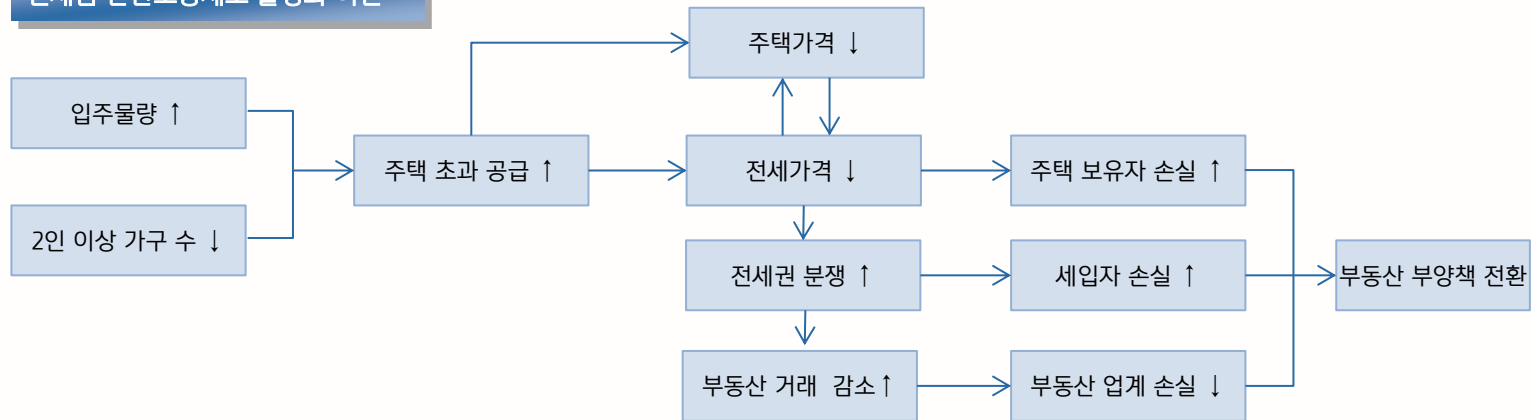 주택가격 ↓
입주물량 ↑
주택 초과 공급 ↑
전세가격 ↓
주택 보유자 손실 ↑
2인 이상 가구 수 ↓
전세권 분쟁 ↑
세입자 손실 ↑
부동산 부양책 전환
부동산 거래 감소↑
부동산 업계 손실 ↓